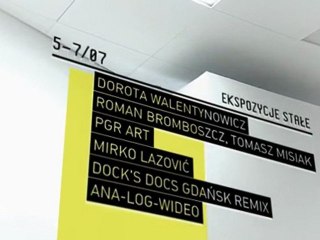 5-7/07
EKSPOZYCJE STAŁE
DOROTA WALENTYNOWICZ
ROMAN BROMBOSZCZ, TOMASZ MISIAK
PGR ART
MIRKO LAZOVIĆ
DOCK'S DOCS GDAŃSK REMIX
ANA-LOG-WIDEO